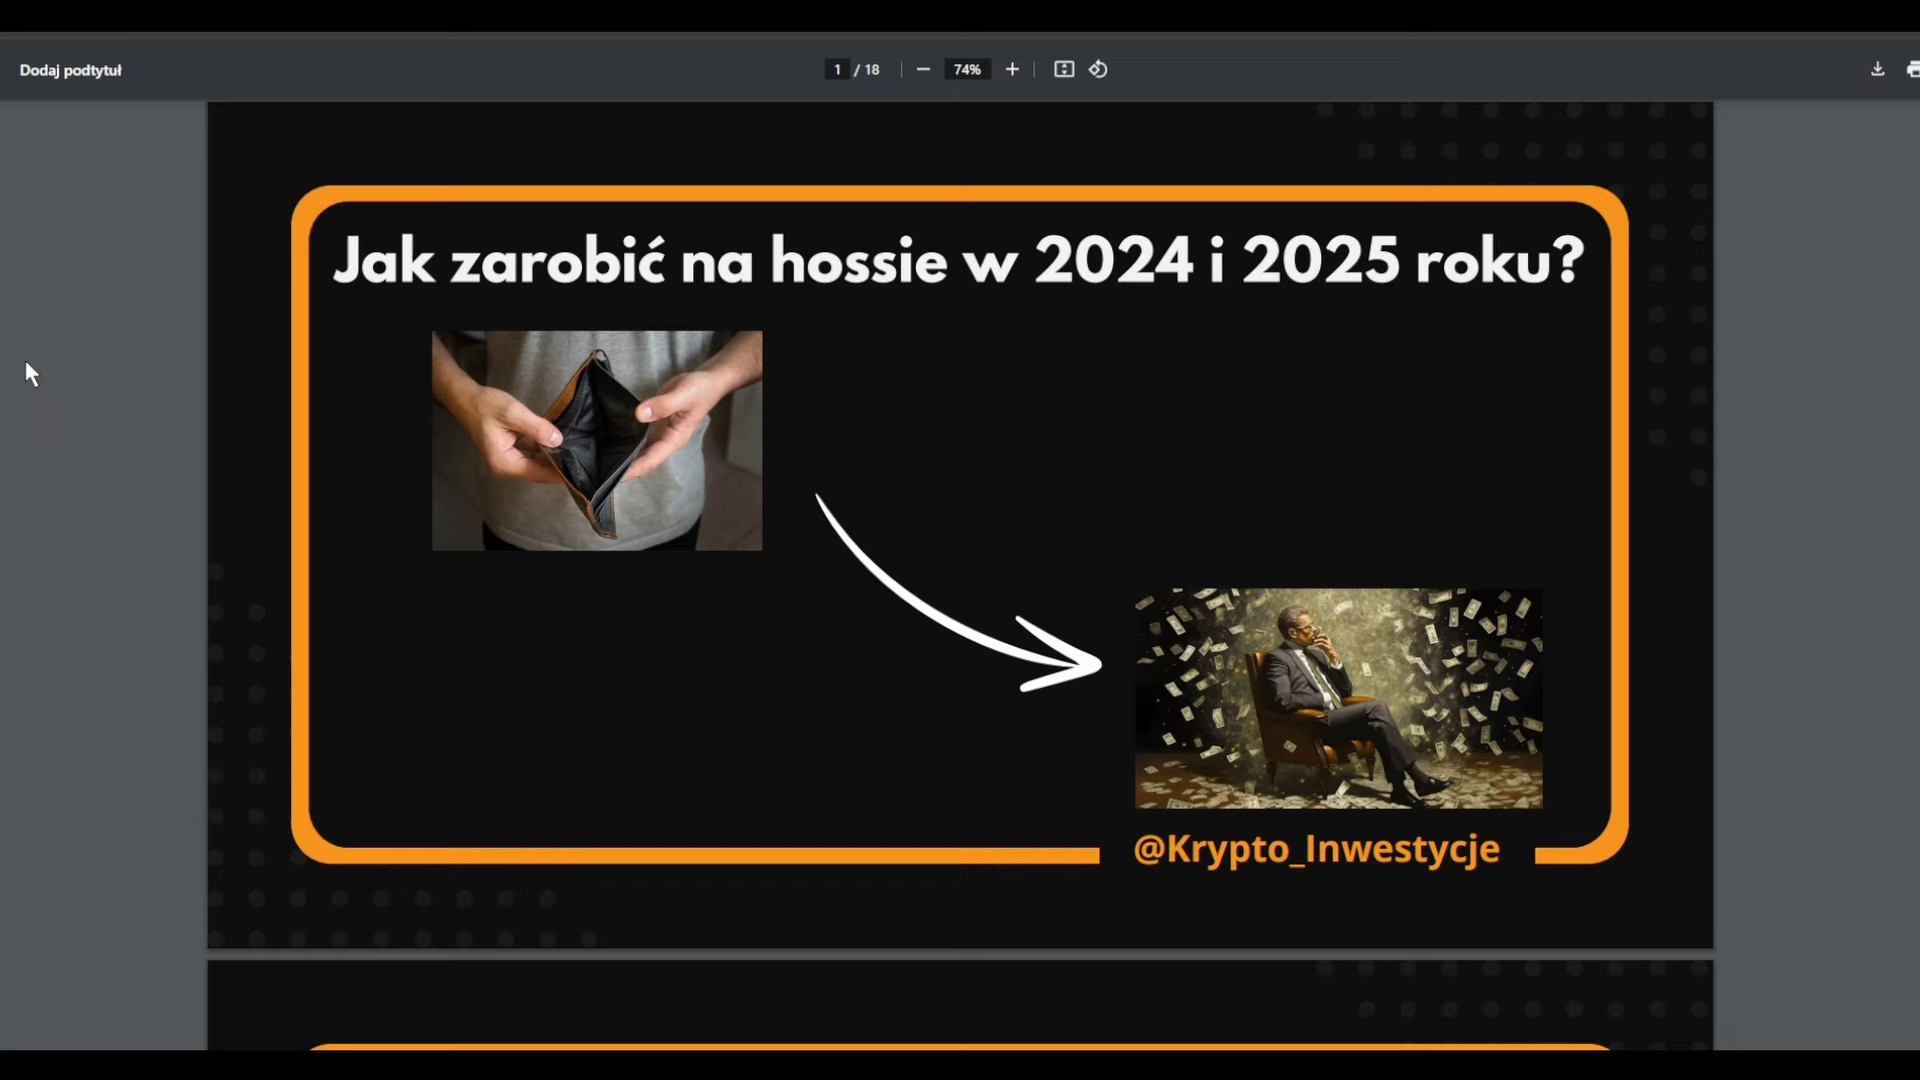 Dodaj podtytuł
1 / 18
74%
Jak zarobić na hossie w 2024 i 2025 roku?
@Krypto_Inwestycje